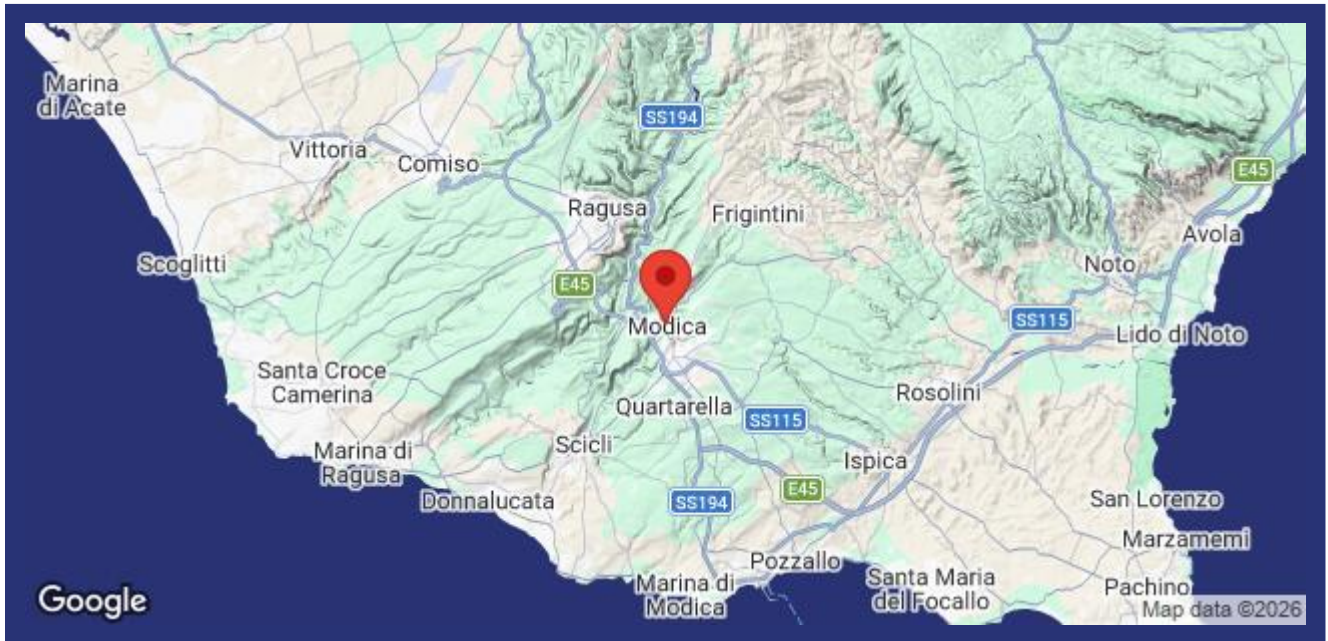 Marina
di Acate
SS194
Vittoria
Comiso
E45
Ragusa
Frigintini
Avola
Scoglitti
Noto
E45
SS115
Modica
Lido di Noto
Santa Croce
Camerina
Rosolini
Quartarella
SS115
Marina di
Ragusa
Scicli
Ispica
Donnalucata
SS194
E45
San Lorenzo
Marzamemi
Pozzallo
Marina di
Modica
Santa Maria
del Focallo
Pachino
Google
Map data ©2026